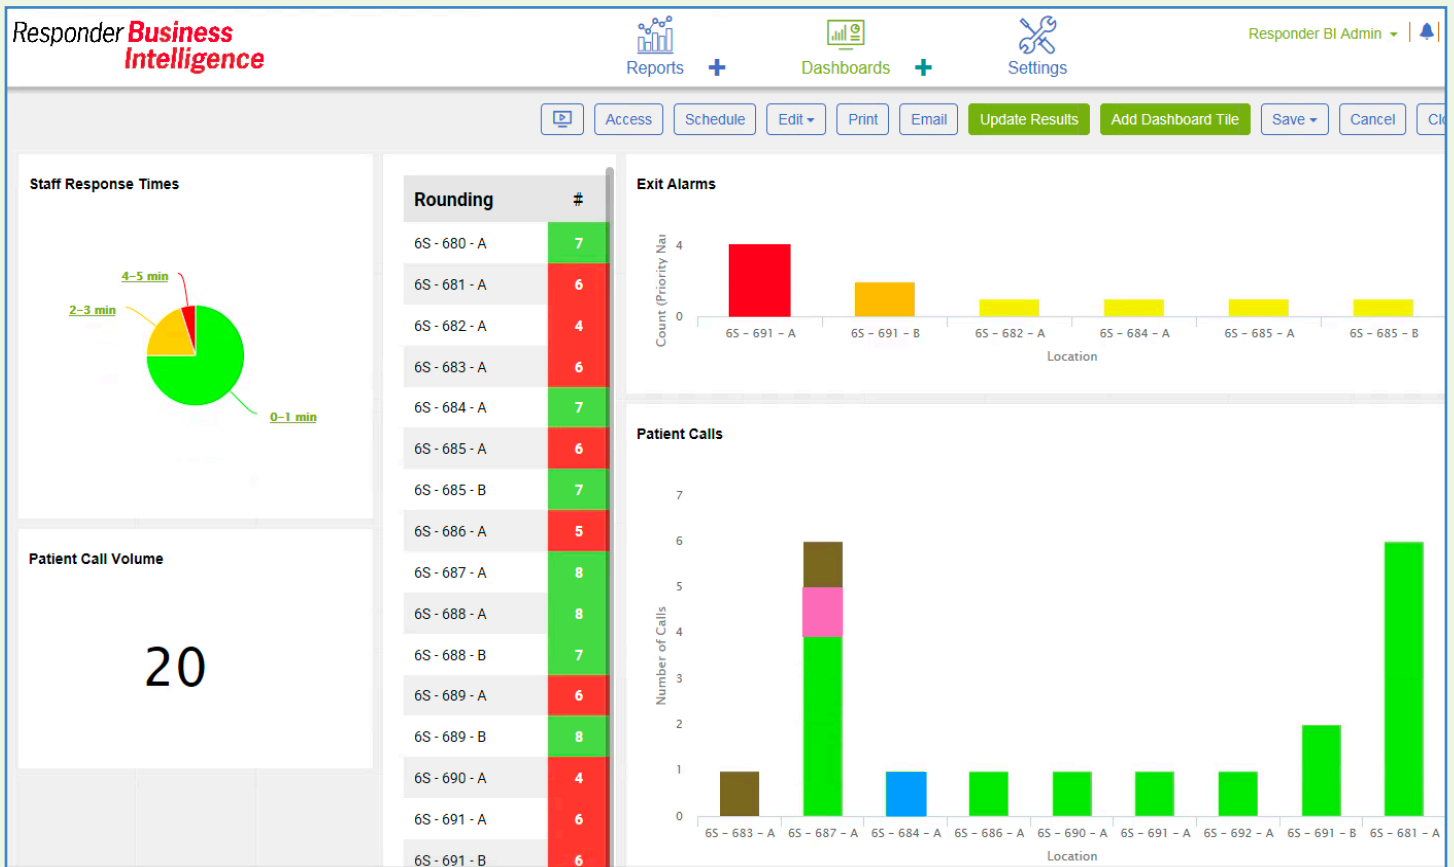 Responder Business
Intelligence
Reports
Dashboards
Settings
Responder BI Admin
Access
Schedule
Edit
Print
Email
Update Results
Add Dashboard Tile
Save
Cancel
Staff Response Times
4-5 min
2-3 min
0-1 min
Patient Call Volume
20
Rounding #
6S - 680 - A 7
6S - 681 - A 6
6S - 682 - A 4
6S - 683 - A 6
6S - 684 - A 7
6S - 685 - A 6
6S - 685 - B 7
6S - 686 - A 5
6S - 687 - A 8
6S - 688 - A 8
6S - 688 - B 7
6S - 689 - A 6
6S - 689 - B 8
6S - 690 - A 4
6S - 691 - A 6
6S - 691 - B 6
Exit Alarms
Count (Priority Nar
4
0
6S - 691 - A 6S - 691 - B 6S - 682 - A 6S - 684 - A 6S - 685 - A 6S - 685 - B
Location
Patient Calls
Number of Calls
7
6
5
4
3
2
1
0
6S - 683 - A 6S - 687 - A 6S - 684 - A 6S - 686 - A 6S - 690 - A 6S - 691 - A 6S - 692 - A 6S - 691 - B 6S - 681 - A
Location